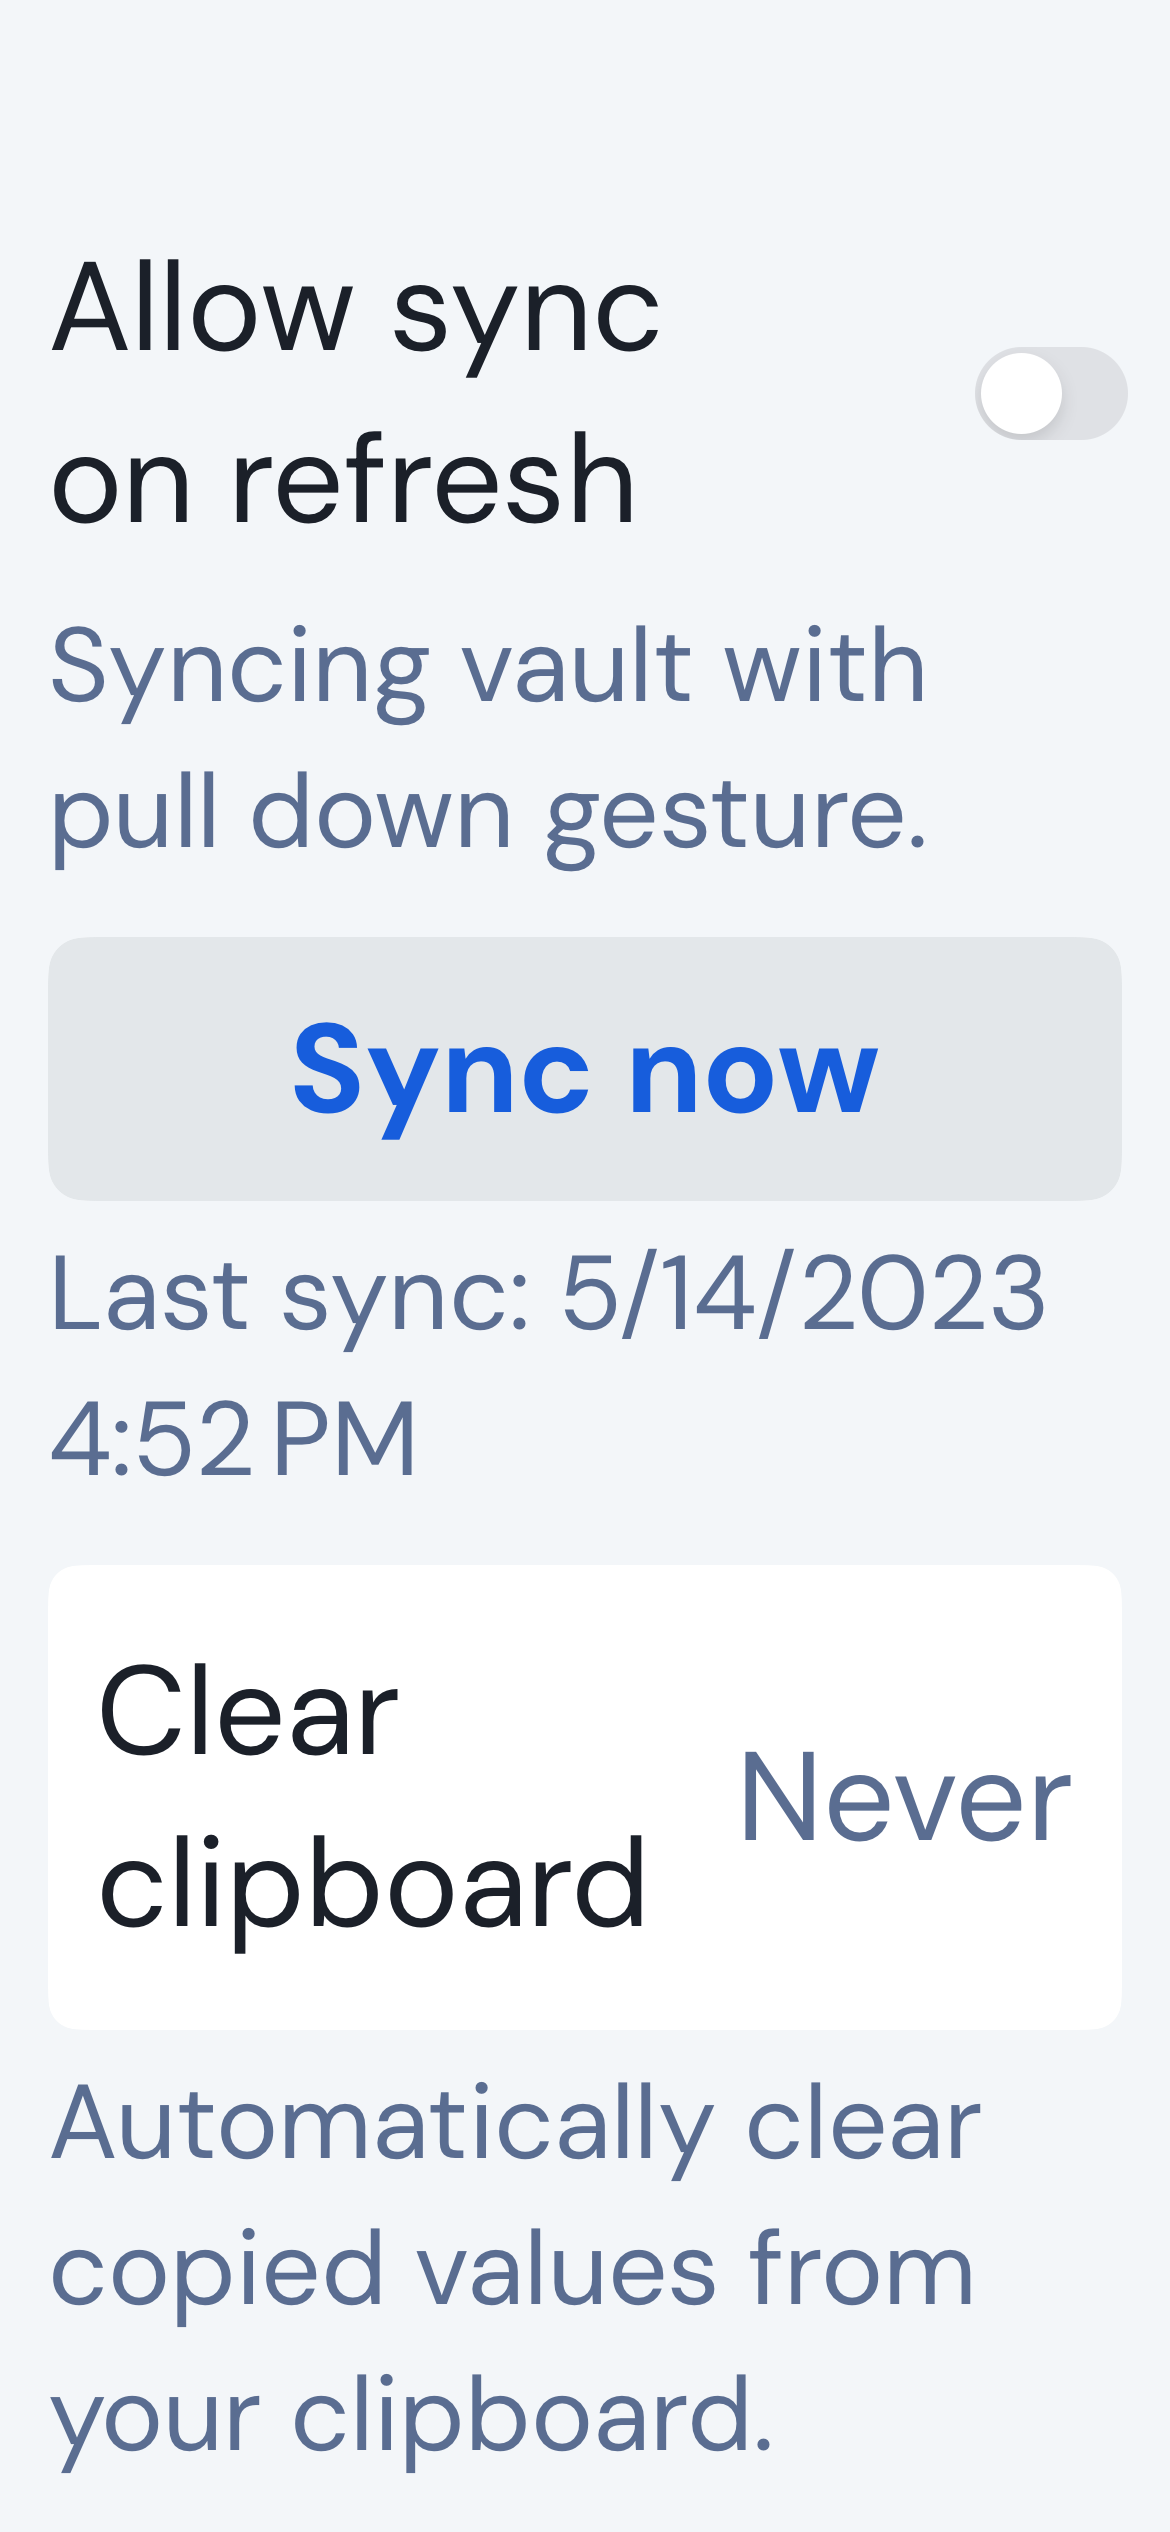 Allow sync
on refresh
Syncing vault with
pull down gesture.
Sync now
Last sync: 5/14/2023
4:52 PM
Clear
clipboard
Never
Automatically clear
copied values from
your clipboard.